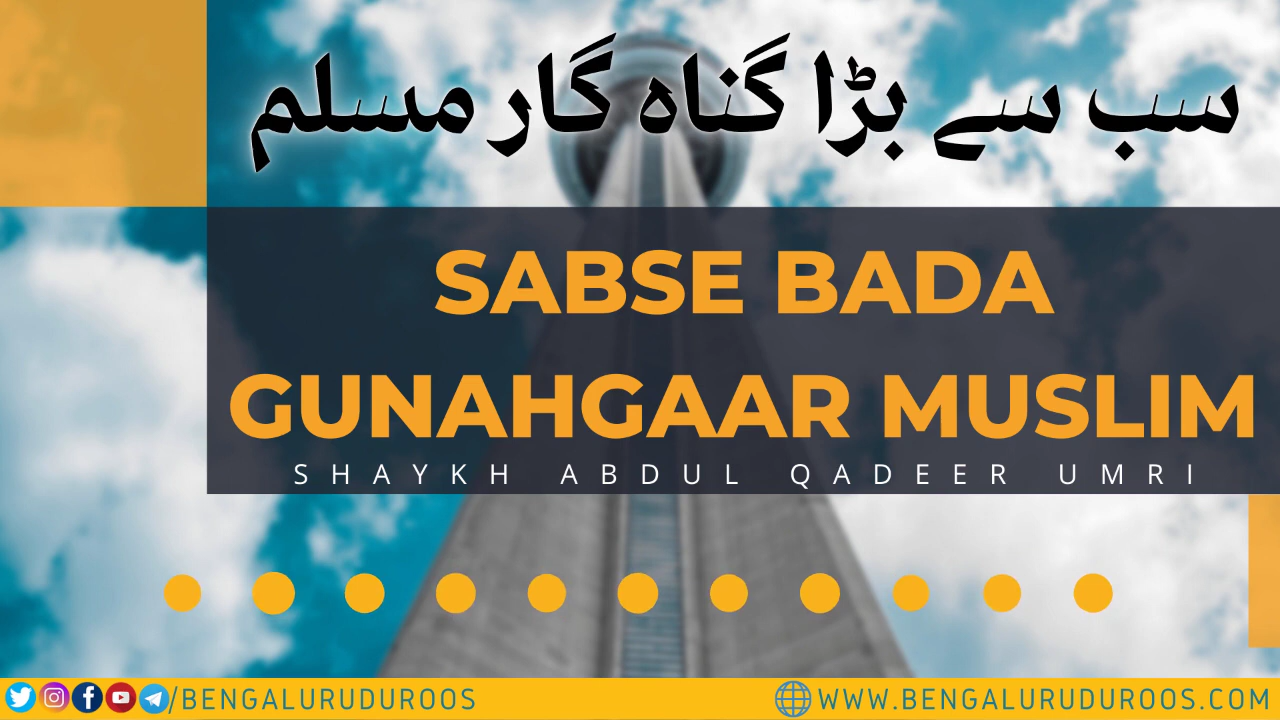 سب سے بڑا گناہ گار مسلم
SABSE BADA
GUNAHGAAR MUSLIM
SHAYKH ABDUL QADEER UMRI
/BENGALURUDUROOS
WWW.BENGALURUDUROOS.COM